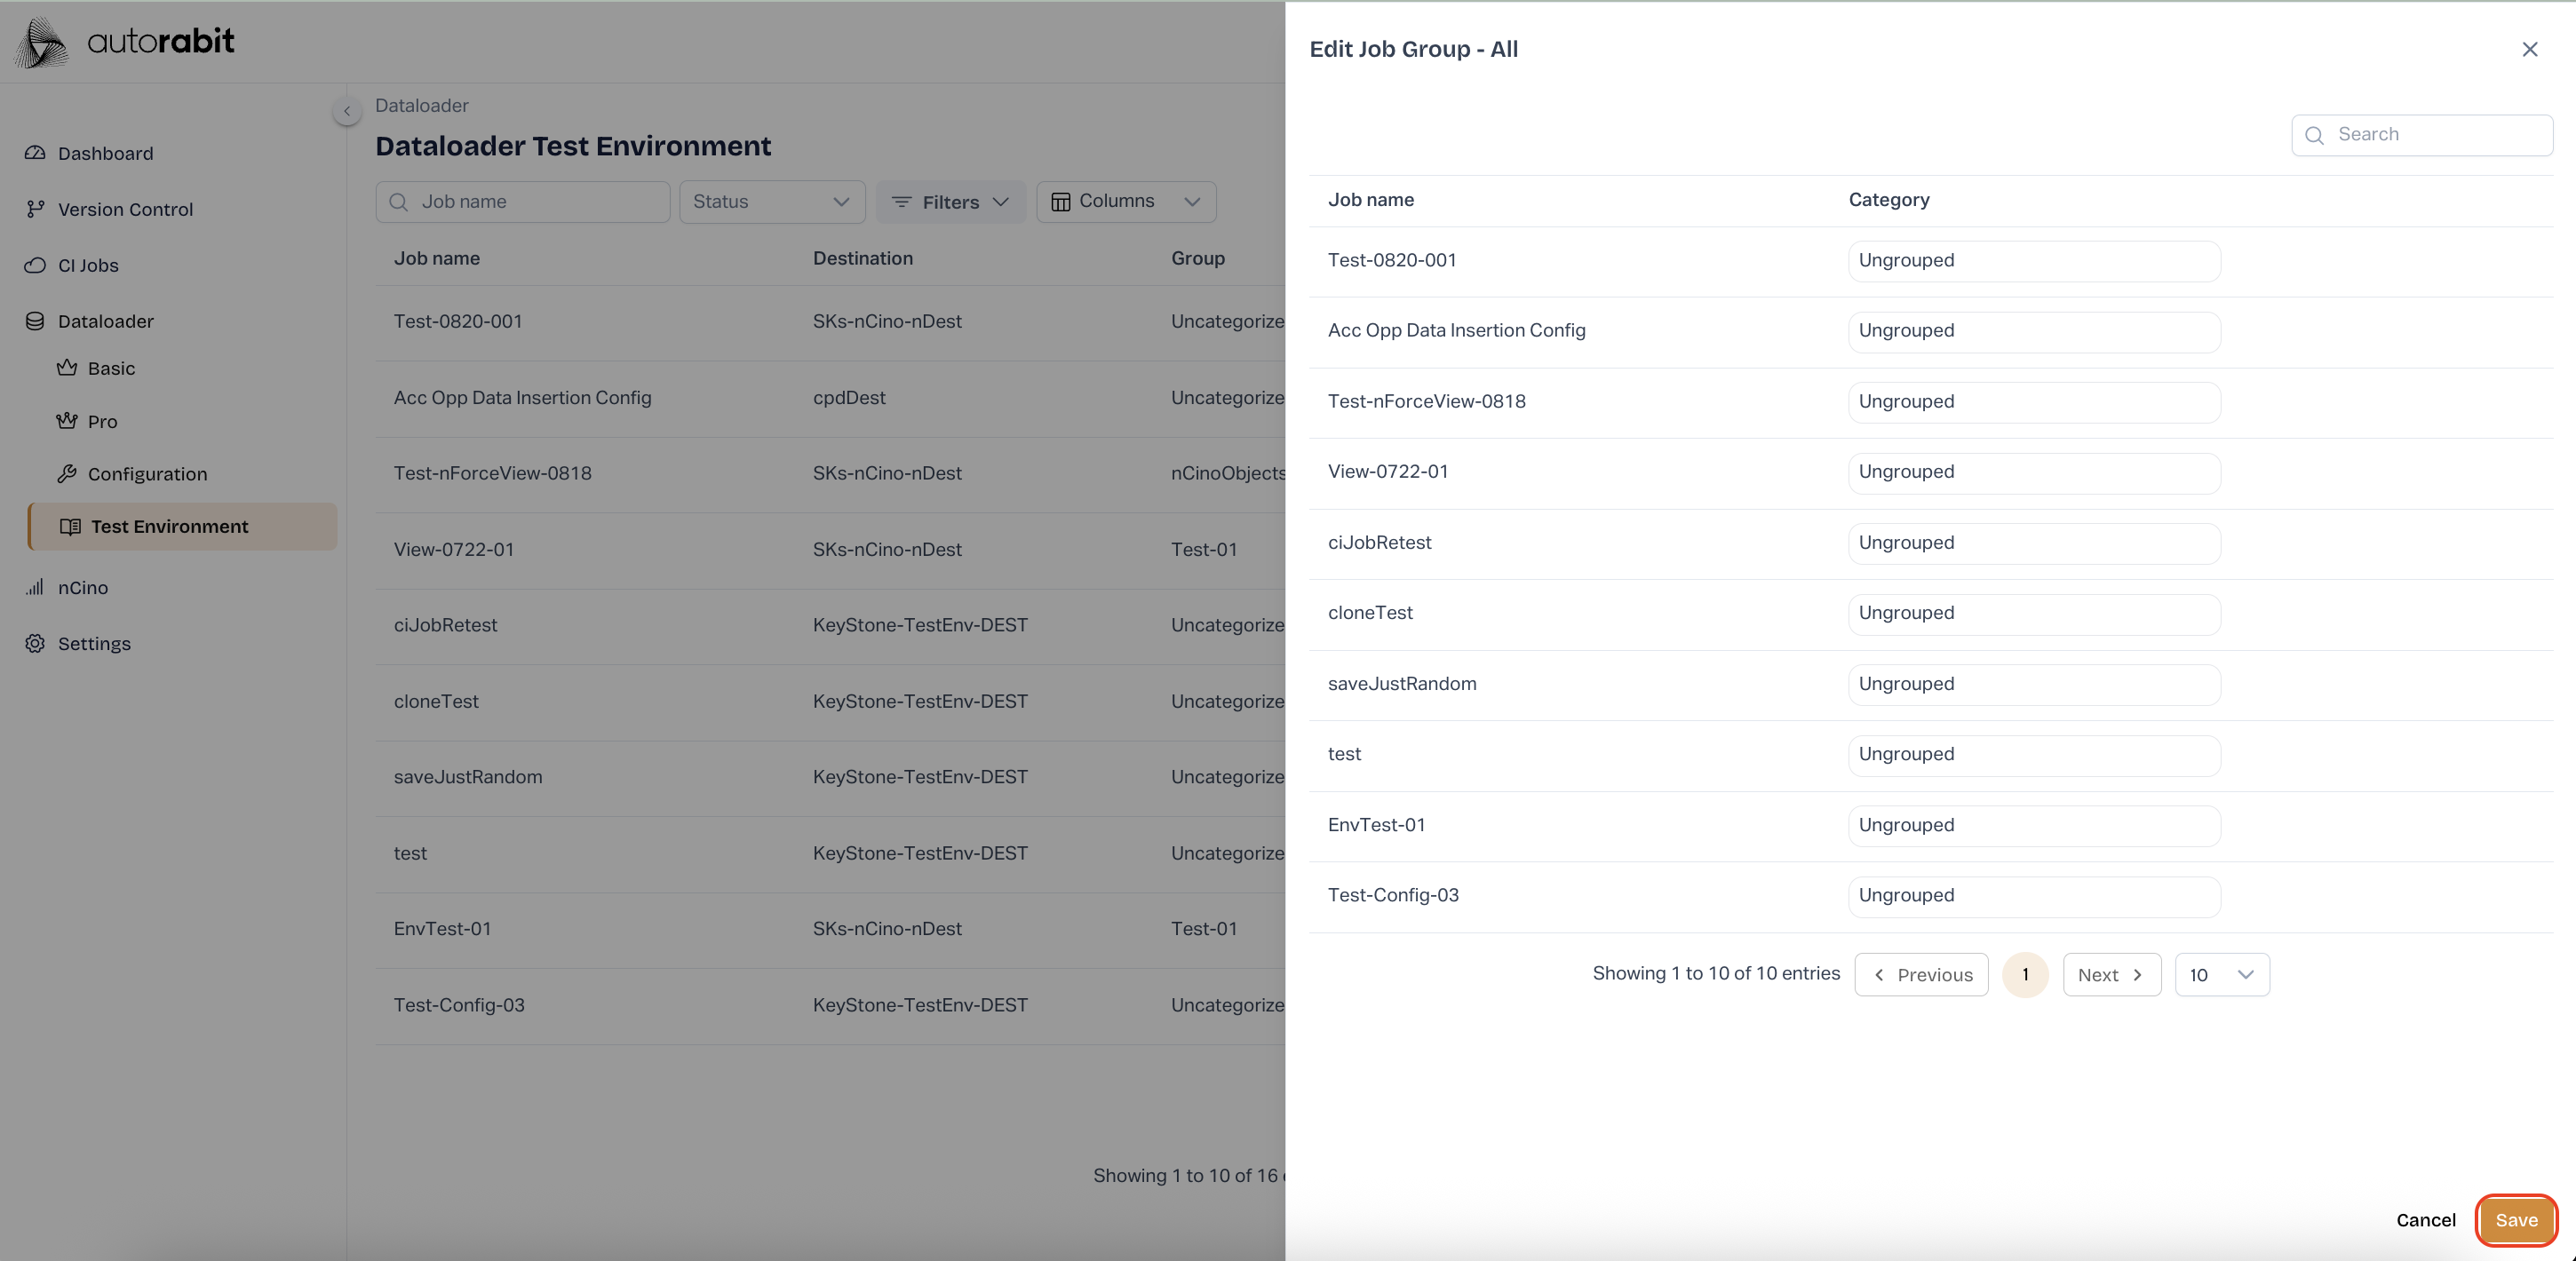 autorabit
Dashboard
Version Control
CI Jobs
Dataloader
Basic
Pro
Configuration
Test Environment
nCino
Settings
Dataloader
Dataloader Test Environment
Job name
Status
Filters
Columns
Job name Destination Group
Test-0820-001 SKs-nCino-nDest Uncategorize
Acc Opp Data Insertion Config cpdDest Uncategorize
Test-nForceView-0818 SKs-nCino-nDest nCinoObjects
View-0722-01 SKs-nCino-nDest Test-01
ciJobRetest KeyStone-TestEnv-DEST Uncategorize
cloneTest KeyStone-TestEnv-DEST Uncategorize
saveJustRandom KeyStone-TestEnv-DEST Uncategorize
test KeyStone-TestEnv-DEST Uncategorize
EnvTest-01 SKs-nCino-nDest Test-01
Test-Config-03 KeyStone-TestEnv-DEST Uncategorize
Showing 1 to 10 of 16
Edit Job Group - All
Search
Job name Category
Test-0820-001 Ungrouped
Acc Opp Data Insertion Config Ungrouped
Test-nForceView-0818 Ungrouped
View-0722-01 Ungrouped
ciJobRetest Ungrouped
cloneTest Ungrouped
saveJustRandom Ungrouped
test Ungrouped
EnvTest-01 Ungrouped
Test-Config-03 Ungrouped
Showing 1 to 10 of 10 entries Previous 1 Next 10
Cancel Save